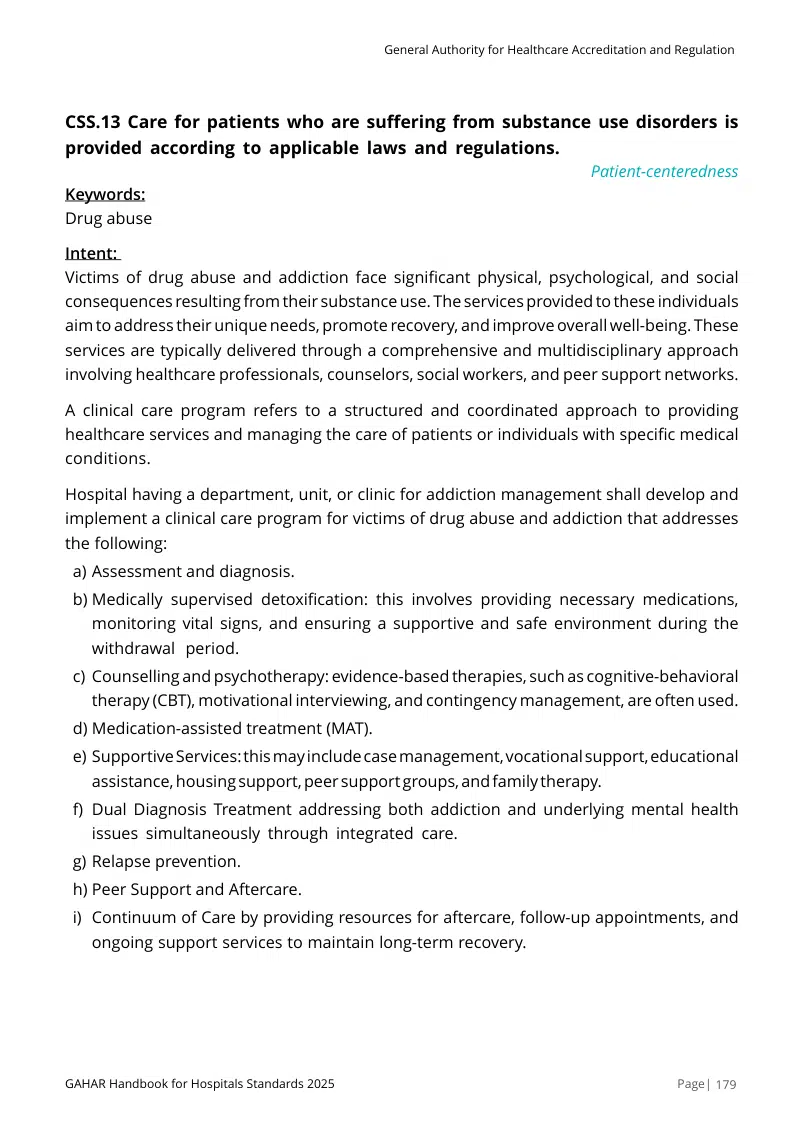 General Authority for Healthcare Accreditation and Regulation
CSS.13 Care for patients who are suffering from substance use disorders is
provided according to applicable laws and regulations.
Patient-centeredness
Keywords:
Drug abuse
Intent:
Victims of drug abuse and addiction face significant physical, psychological, and social
consequences resulting from their substance use. The services provided to these individuals
aim to address their unique needs, promote recovery, and improve overall well-being. These
services are typically delivered through a comprehensive and multidisciplinary approach
involving healthcare professionals, counselors, social workers, and peer support networks.
A clinical care program refers to a structured and coordinated approach to providing
healthcare services and managing the care of patients or individuals with specific medical
conditions.
Hospital having a department, unit, or clinic for addiction management shall develop and
implement a clinical care program for victims of drug abuse and addiction that addresses
the following:
a) Assessment and diagnosis.
b) Medically supervised detoxification: this involves providing necessary medications,
monitoring vital signs, and ensuring a supportive and safe environment during the
withdrawal period.
c) Counselling and psychotherapy: evidence-based therapies, such as cognitive-behavioral
therapy (CBT), motivational interviewing, and contingency management, are often used.
d) Medication-assisted treatment (MAT).
e) Supportive Services: this may include case management, vocational support, educational
assistance, housing support, peer support groups, and family therapy.
f) Dual Diagnosis Treatment addressing both addiction and underlying mental health
issues simultaneously through integrated care.
g) Relapse prevention.
h) Peer Support and Aftercare.
i) Continuum of Care by providing resources for aftercare, follow-up appointments, and
ongoing support services to maintain long-term recovery.
GAHAR Handbook for Hospitals Standards 2025
Page| 179